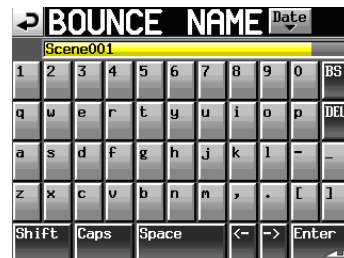 BOUNCE NAME Date
Scene001
1 2 3 4 5 6 7 8 9 0 BS
q w e r t y u i o p DEL
a s d f g h j k l - _
z x c v b n m , . [ ]
Shift Caps Space <- -> Enter